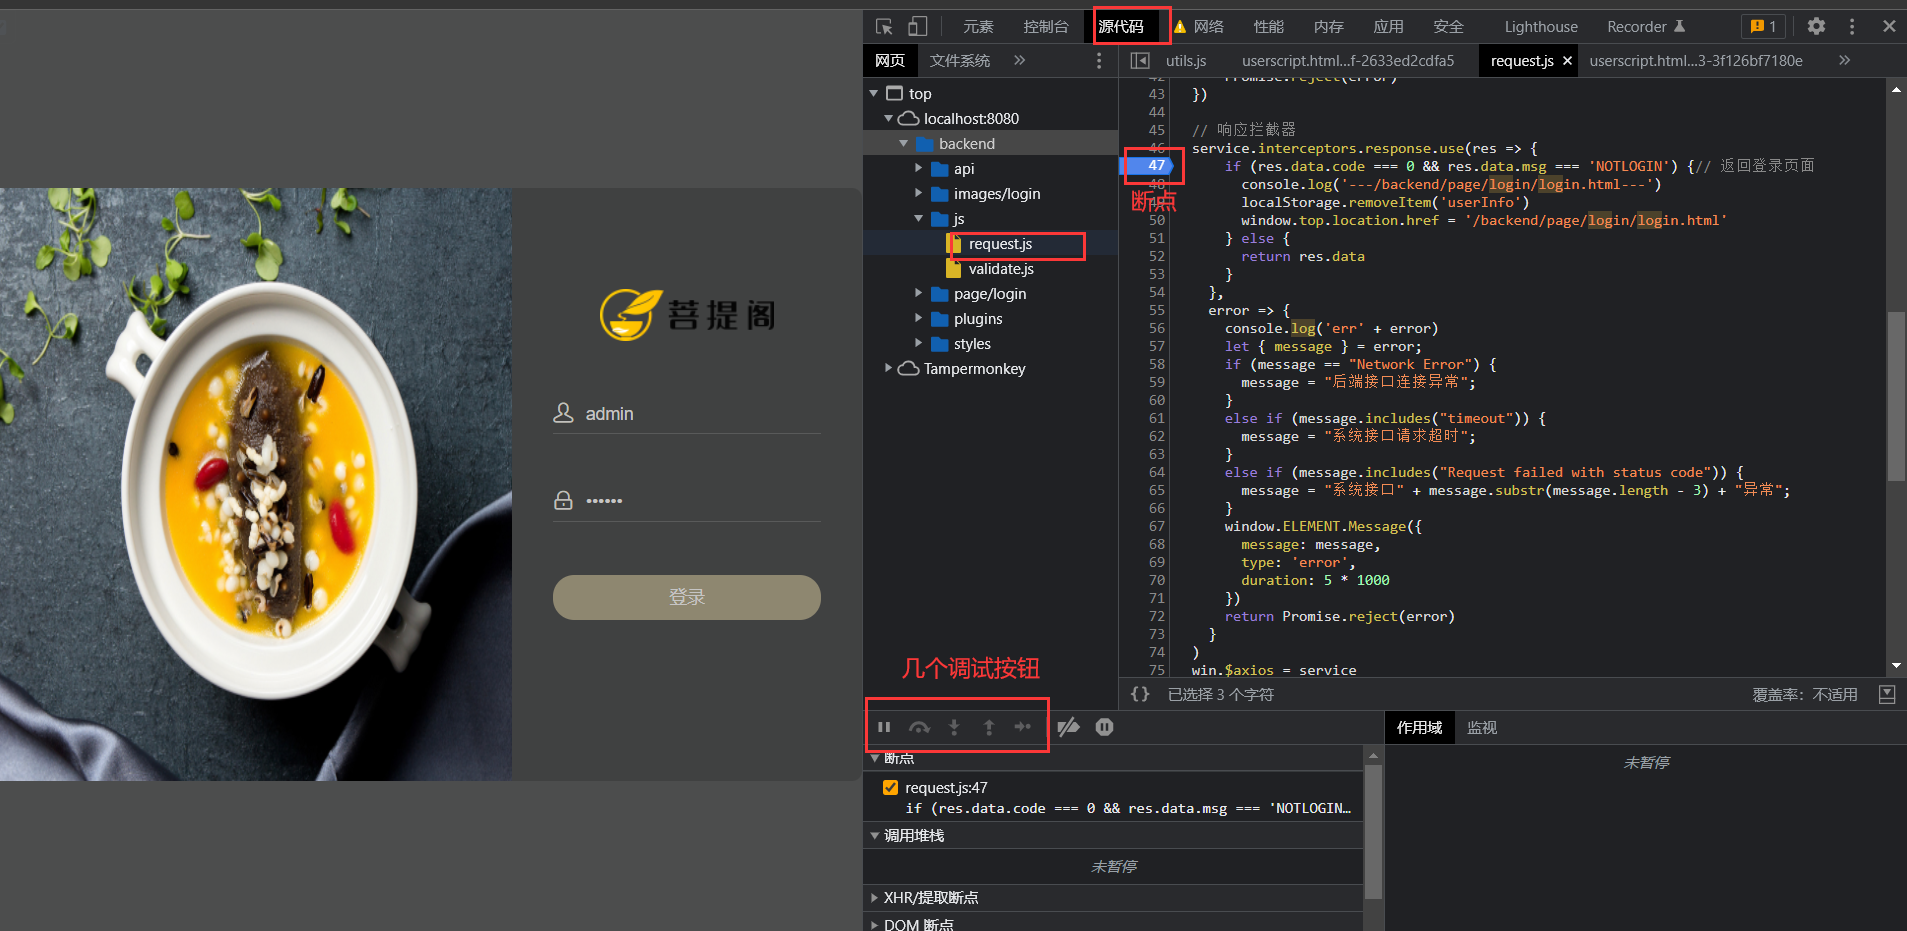 元素 控制台 源代码 网络 性能 内存 应用 安全 Lighthouse Recorder 1
网页 文件系统 »
utils.js userscript.html...f-2633ed2cdfa5 request.js × userscript.html...3-3f126bf7180e »
top
localhost:8080
backend
api
images/login
js
request.js
validate.js
page/login
plugins
styles
Tampermonkey
菩提阁
admin
••••••
登录
42 Promise.reject(error)
43 })
44
45 // 响应拦截器
46 service.interceptors.response.use(res => {
47 if (res.data.code === 0 && res.data.msg === 'NOTLOGIN') {// 返回登录页面
48 console.log('---/backend/page/login/login.html---')
49 localStorage.removeItem('userInfo')
50 window.top.location.href = '/backend/page/login/login.html'
51 } else {
52 return res.data
53 }
54 },
55 error => {
56 console.log('err' + error)
57 let { message } = error;
58 if (message == "Network Error") {
59 message = "后端接口连接异常";
60 }
61 else if (message.includes("timeout")) {
62 message = "系统接口请求超时";
63 }
64 else if (message.includes("Request failed with status code")) {
65 message = "系统接口" + message.substr(message.length - 3) + "异常";
66 }
67 window.ELEMENT.Message({
68 message: message,
69 type: 'error',
70 duration: 5 * 1000
71 })
72 return Promise.reject(error)
73 }
74 )
75 win.$axios = service
断点
{} 已选择 3 个字符 覆盖率：不适用
几个调试按钮
断点
request.js:47
if (res.data.code === 0 && res.data.msg === 'NOTLOGIN…
调用堆栈
未暂停
XHR/提取断点
DOM 断点
作用域 监视
未暂停